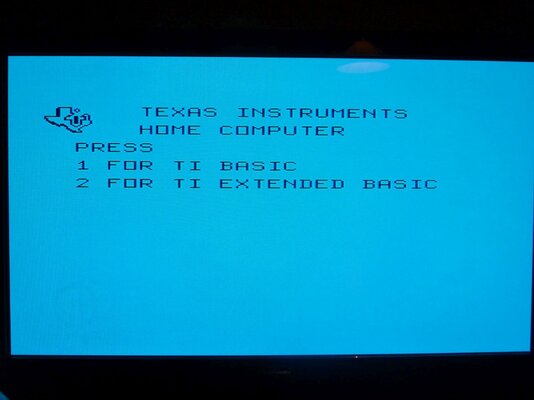 TEXAS INSTRUMENTS
HOME COMPUTER
PRESS
1 FOR TI BASIC
2 FOR TI EXTENDED BASIC